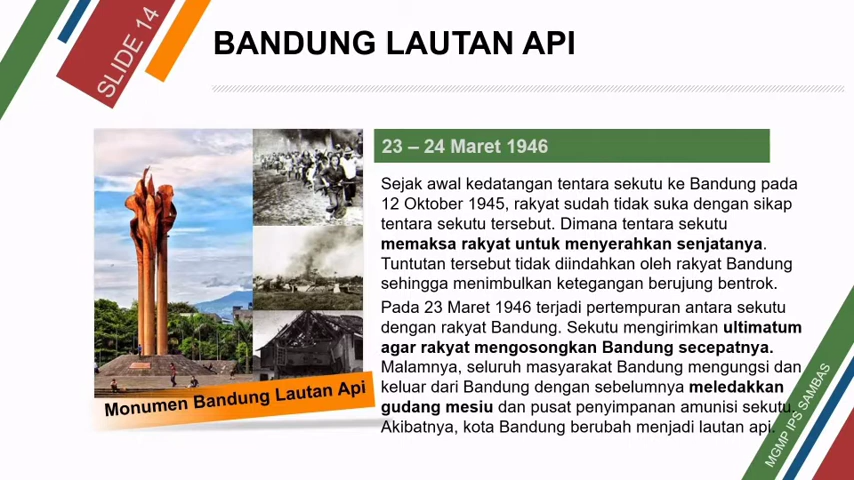 SLIDE 14
BANDUNG LAUTAN API
23 – 24 Maret 1946
Sejak awal kedatangan tentara sekutu ke Bandung pada
12 Oktober 1945, rakyat sudah tidak suka dengan sikap
tentara sekutu tersebut. Dimana tentara sekutu
memaksa rakyat untuk menyerahkan senjatanya.
Tuntutan tersebut tidak diindahkan oleh rakyat Bandung
sehingga menimbulkan ketegangan berujung bentrok.
Pada 23 Maret 1946 terjadi pertempuran antara sekutu
dengan rakyat Bandung. Sekutu mengirimkan ultimatum
agar rakyat mengosongkan Bandung secepatnya.
Malamnya, seluruh masyarakat Bandung mengungsi dan
keluar dari Bandung dengan sebelumnya meledakkan
gudang mesiu dan pusat penyimpanan amunisi sekutu.
Akibatnya, kota Bandung berubah menjadi lautan api.
Monumen Bandung Lautan Api
MGMP IPS SAMBAS